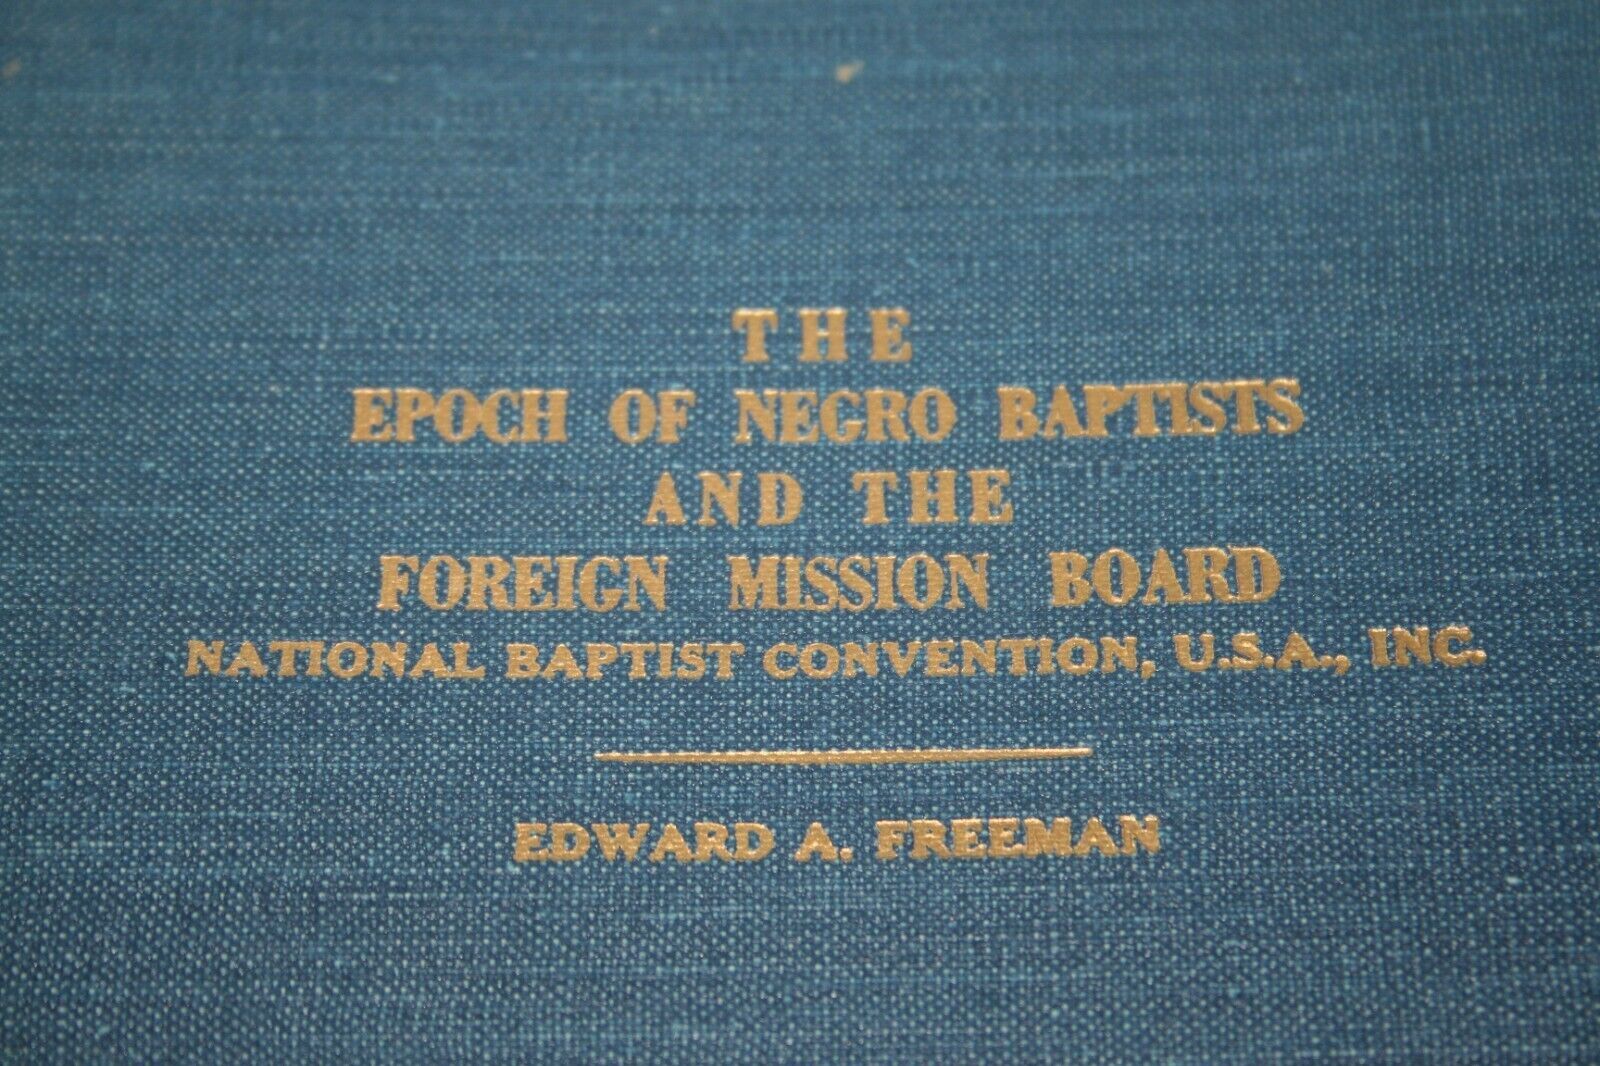 THE
EPOCH OF NEGRO BAPTISTS
AND THE
FOREIGN MISSION BOARD
NATIONAL BAPTIST CONVENTION, U.S.A., INC.
EDWARD A. FREEMAN